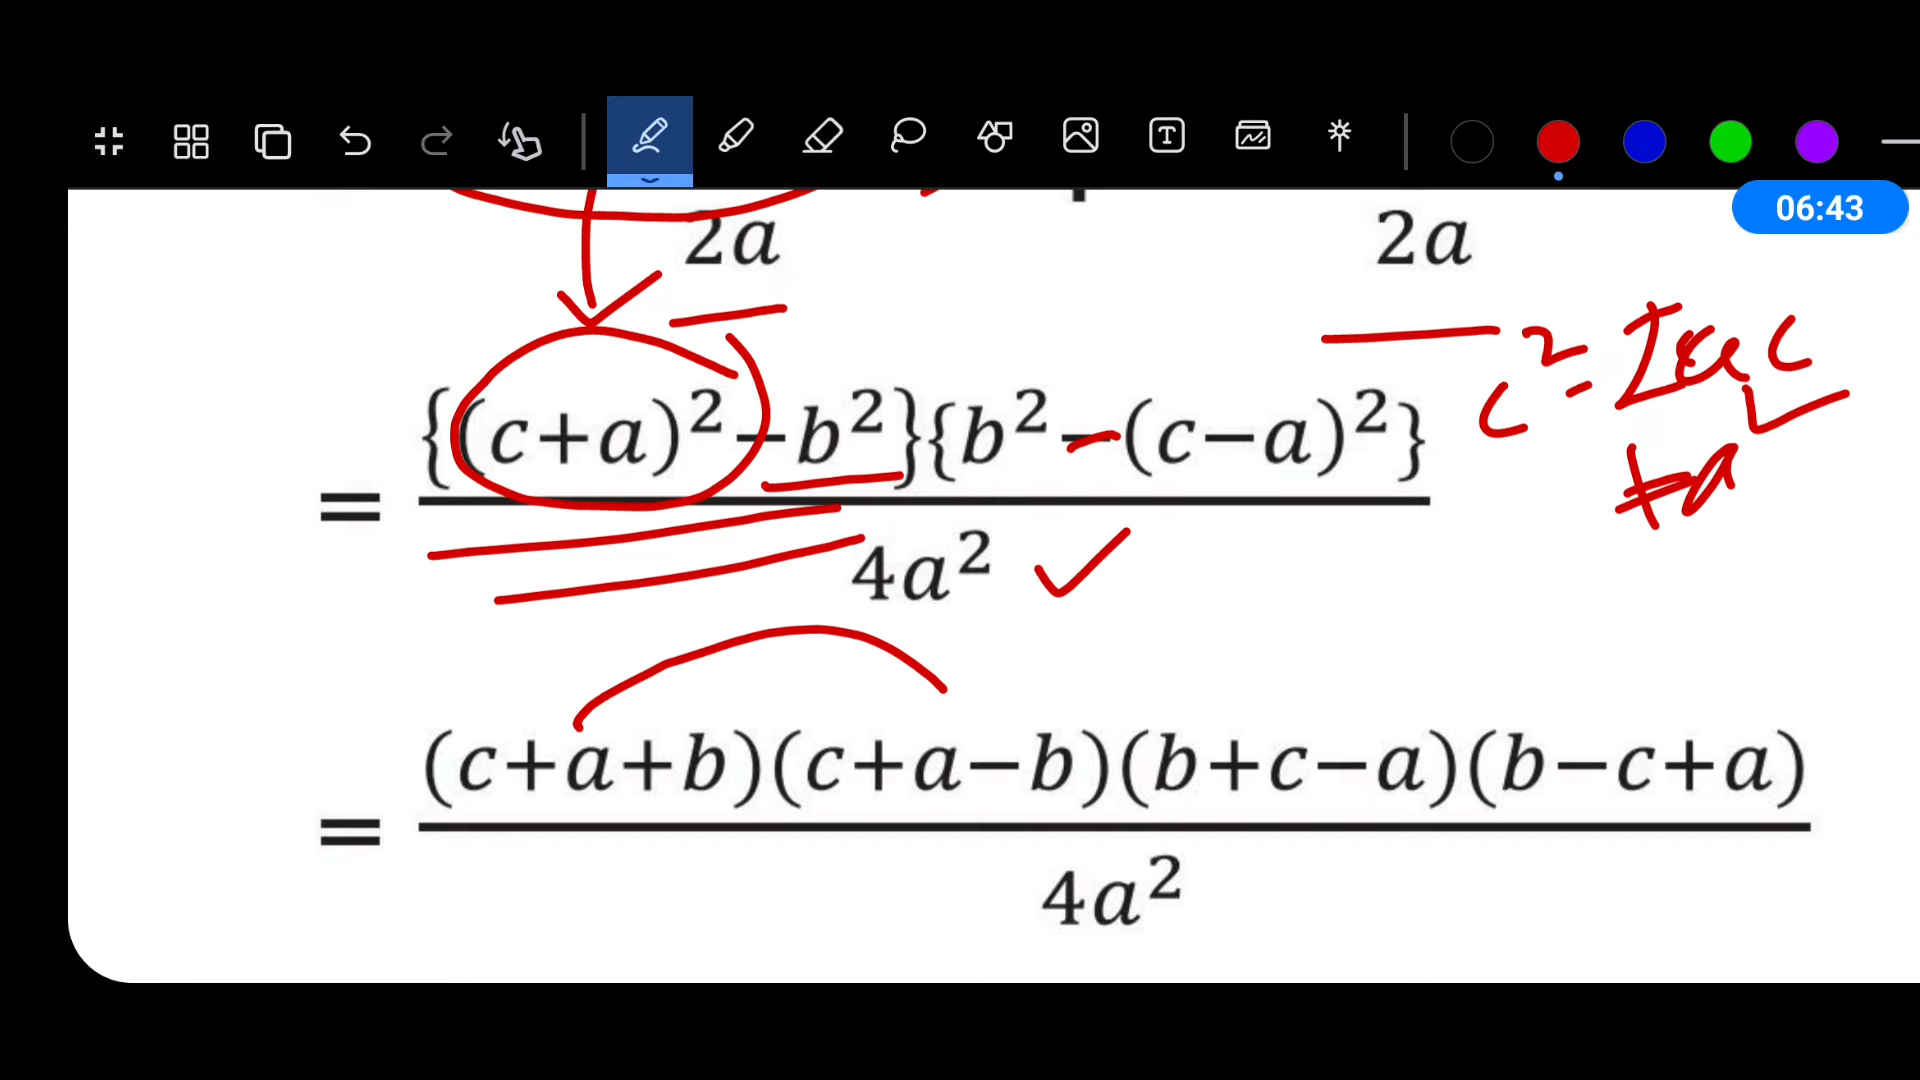 06:43
2a 2a
= {(c+a)²−b²}{b²−(c−a)²}
4a²
= (c+a+b)(c+a−b)(b+c−a)(b−c+a)
4a²